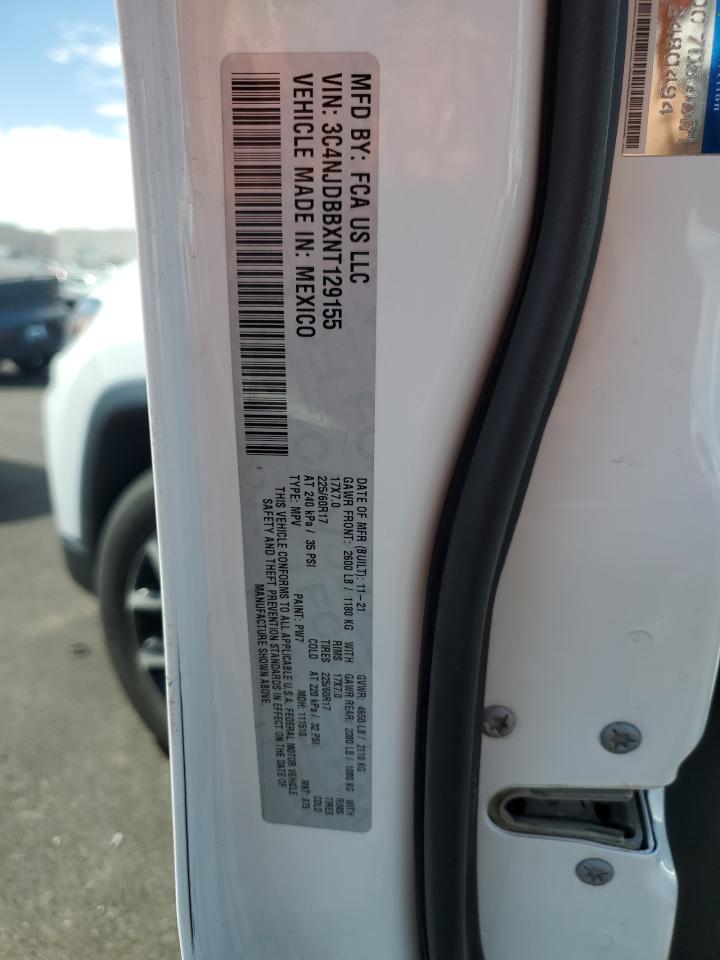 MFD BY: FCA US LLC
VIN: 3C4NJDBBXNT129155
VEHICLE MADE IN: MEXICO
DATE OF MFR (BUILT): 11-21 GVWR: 4650 LB / 2110 KG
GAWR FRONT: 2600 LB / 1180 KG WITH GAWR REAR: 2380 LB / 1080 KG WITH
17X7.0 RIMS 17X7.0 RIMS
225/60R17 TIRES 225/60R17 TIRES
AT 240 kPa / 35 PSI COLD AT 220 kPa / 32 PSI COLD
TYPE: MPV PAINT: PW7 MDH: 111510 MKT: 875
THIS VEHICLE CONFORMS TO ALL APPLICABLE U.S.A. FEDERAL MOTOR VEHICLE
SAFETY AND THEFT PREVENTION STANDARDS IN EFFECT ON THE DATE OF
MANUFACTURE SHOWN ABOVE.